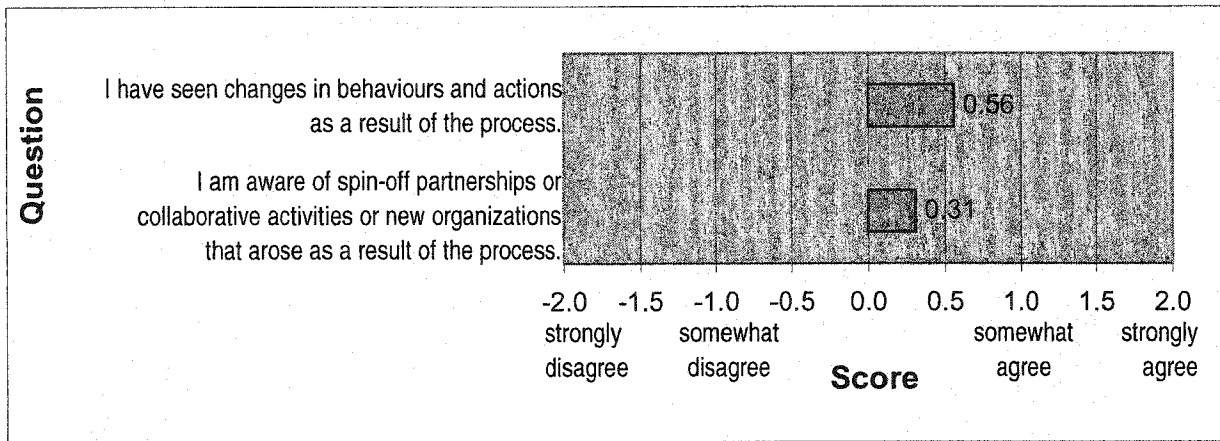 Question
I have seen changes in behaviours and actions
as a result of the process.
0.56
I am aware of spin-off partnerships or
collaborative activities or new organizations
that arose as a result of the process.
0.31
-2.0 -1.5 -1.0 -0.5 0.0 0.5 1.0 1.5 2.0
strongly somewhat somewhat strongly
disagree disagree agree agree
Score